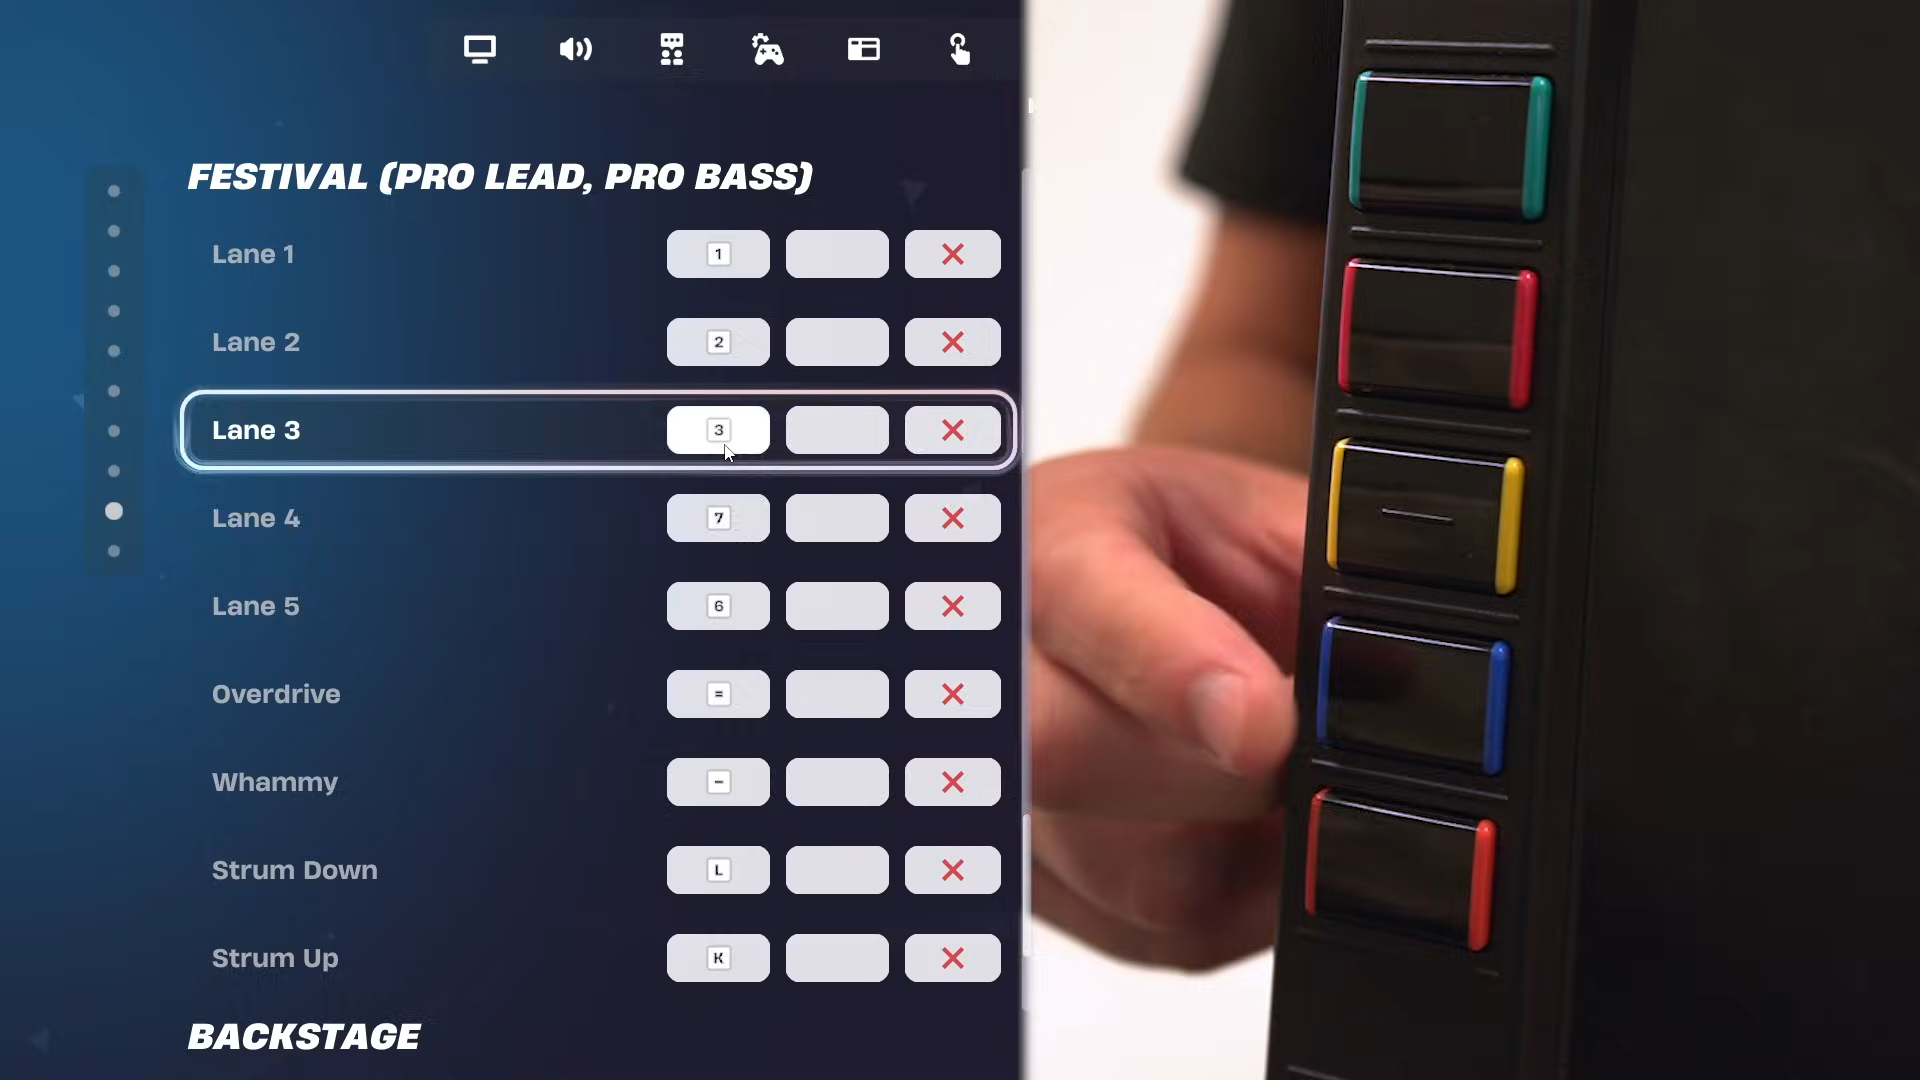 FESTIVAL (PRO LEAD, PRO BASS)
Lane 1 1
Lane 2 2
Lane 3 3
Lane 4 7
Lane 5 6
Overdrive =
Whammy -
Strum Down L
Strum Up K
BACKSTAGE